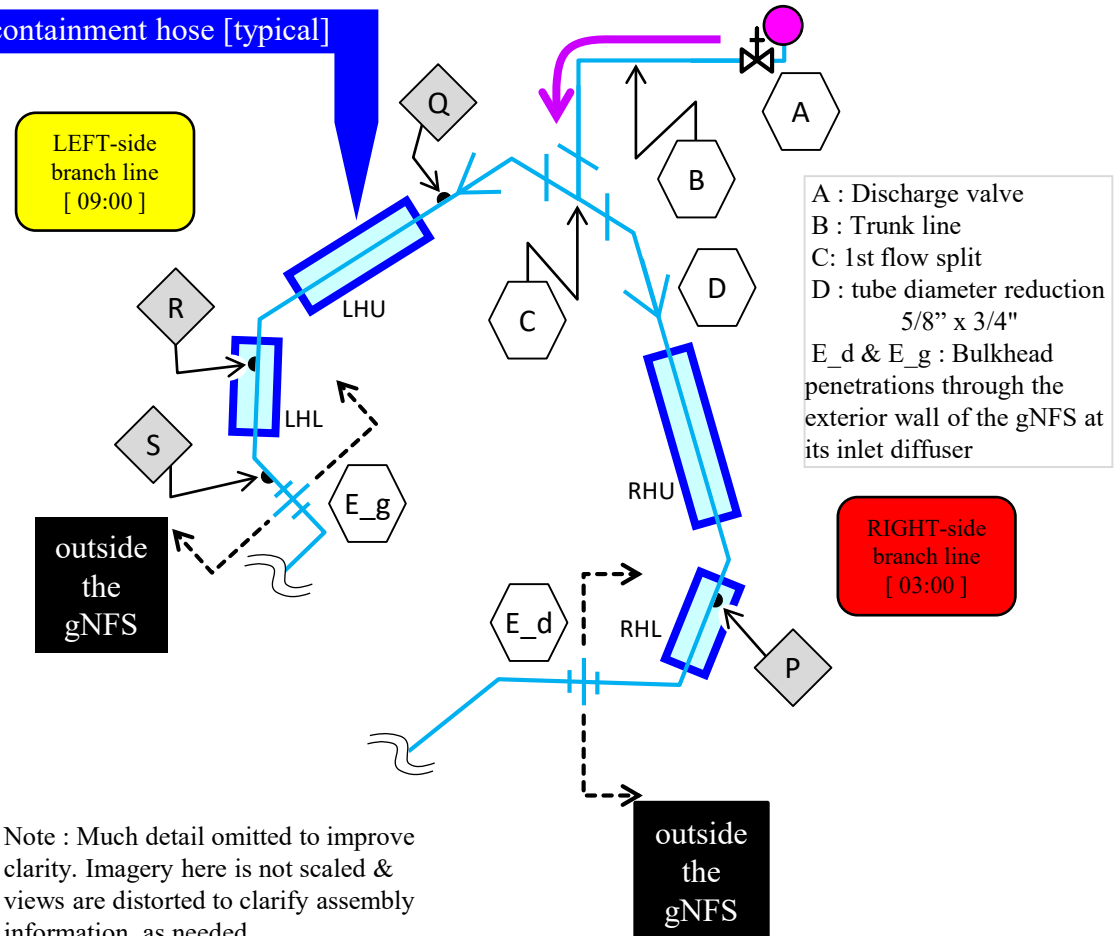 containment hose [typical]
Q
A
LEFT-side
branch line
[ 09:00 ]
B
A : Discharge valve
B : Trunk line
C: 1st flow split
D : tube diameter reduction
5/8” x 3/4"
E_d & E_g : Bulkhead
penetrations through the
exterior wall of the gNFS at
its inlet diffuser
R
LHU
C
D
LHL
S
E_g
RHU
RIGHT-side
branch line
[ 03:00 ]
outside
the
gNFS
E_d
RHL
P
Note : Much detail omitted to improve
clarity. Imagery here is not scaled &
views are distorted to clarify assembly
information, as needed
outside
the
gNFS